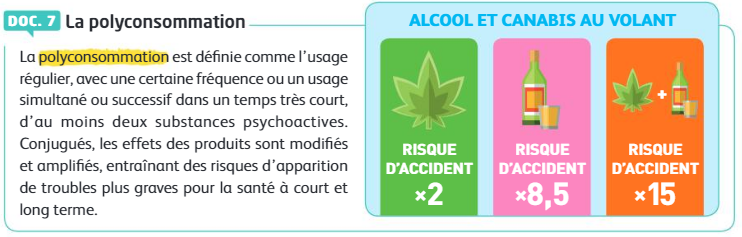 DOC. 7 La polyconsommation
La polyconsommation est définie comme l'usage
régulier, avec une certaine fréquence ou un usage
simultané ou successif dans un temps très court,
d'au moins deux substances psychoactives.
Conjugués, les effets des produits sont modifiés
et amplifiés, entraînant des risques d'apparition
de troubles plus graves pour la santé à court et
long terme.
ALCOOL ET CANABIS AU VOLANT
RISQUE
D'ACCIDENT
×2
RISQUE
D'ACCIDENT
×8,5
+
RISQUE
D'ACCIDENT
×15